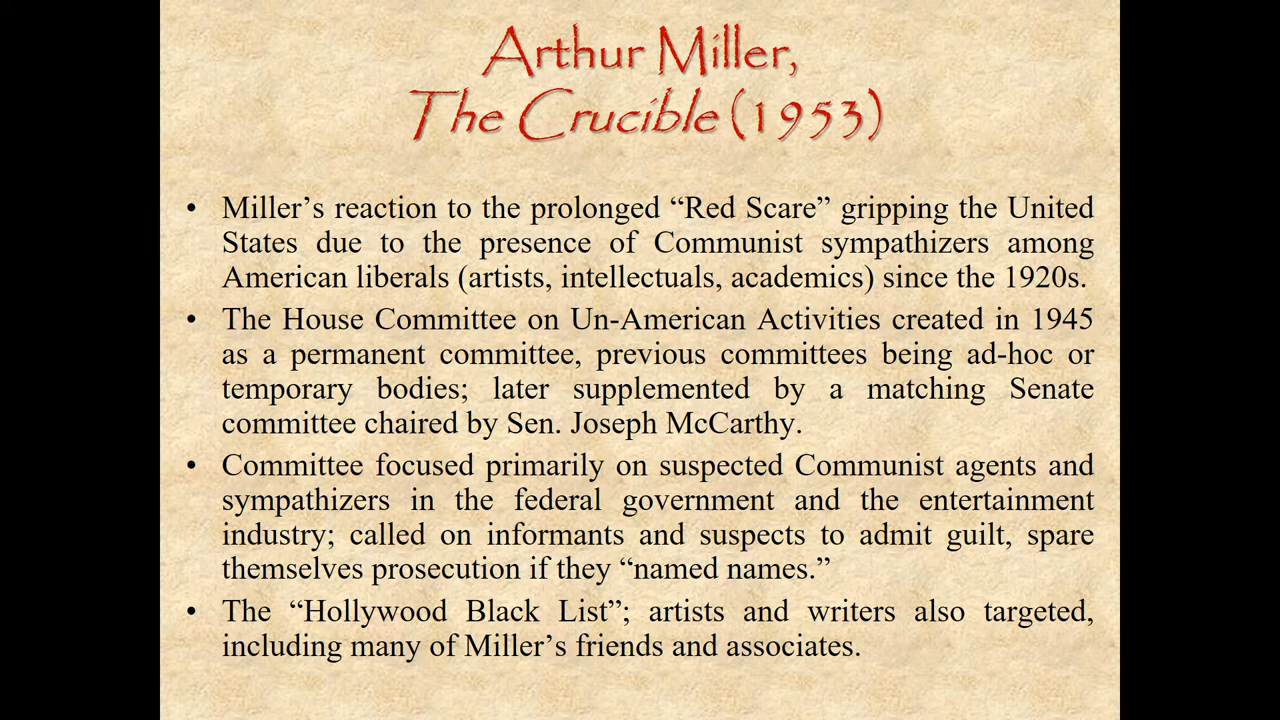 Arthur Miller,
The Crucible (1953)
• Miller’s reaction to the prolonged “Red Scare” gripping the United
States due to the presence of Communist sympathizers among
American liberals (artists, intellectuals, academics) since the 1920s.
• The House Committee on Un-American Activities created in 1945
as a permanent committee, previous committees being ad-hoc or
temporary bodies; later supplemented by a matching Senate
committee chaired by Sen. Joseph McCarthy.
• Committee focused primarily on suspected Communist agents and
sympathizers in the federal government and the entertainment
industry; called on informants and suspects to admit guilt, spare
themselves prosecution if they “named names.”
• The “Hollywood Black List”; artists and writers also targeted,
including many of Miller’s friends and associates.